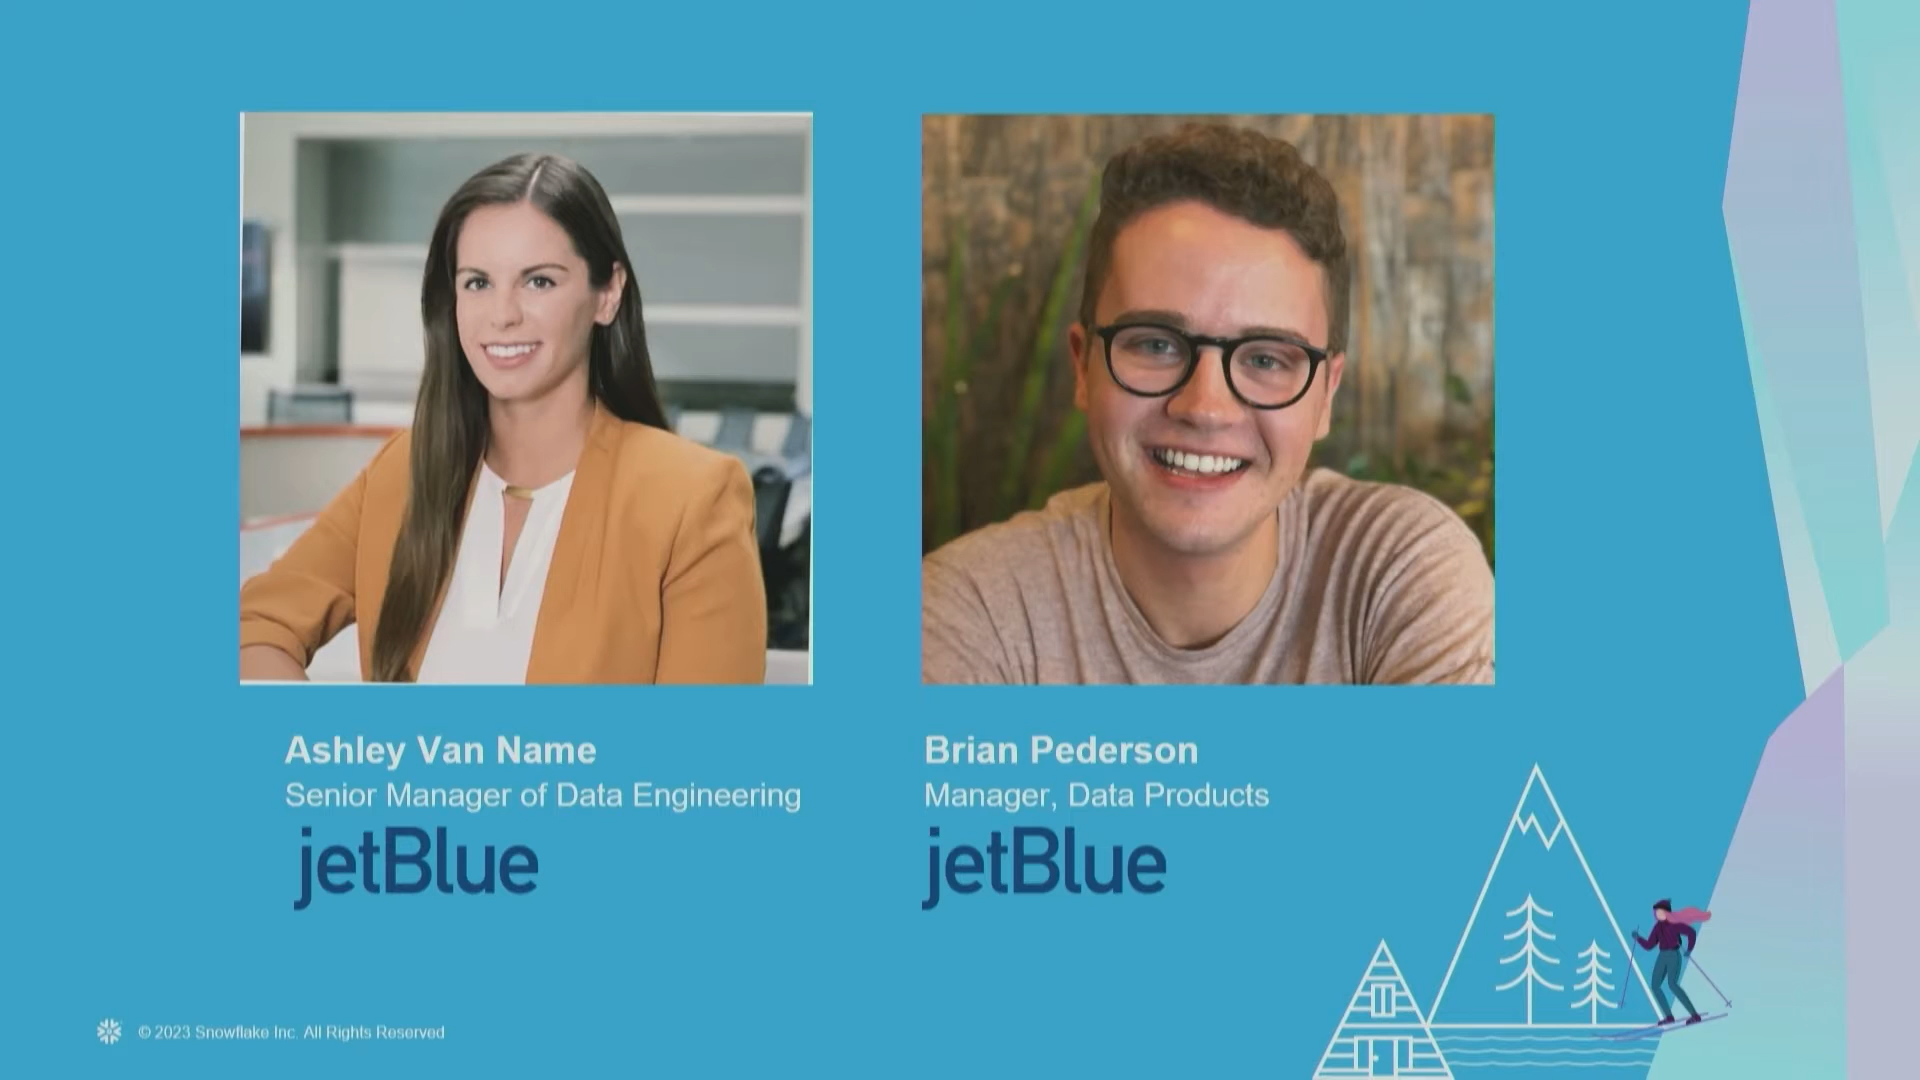 Ashley Van Name
Senior Manager of Data Engineering
jetBlue
Brian Pederson
Manager, Data Products
jetBlue
© 2023 Snowflake Inc. All Rights Reserved